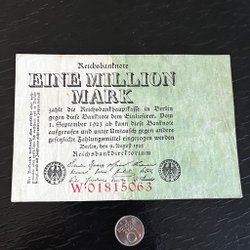 Reichsbanknote
EINE MILLION
MARK
zahlt die Reichsbankhauptkasse in Berlin
gegen diese Banknote dem Einlieferer. Vom
1. September 1923 ab kann diese Banknote
aufgerufen und unter Umtausch gegen andere
gesetzliche Zahlungsmittel eingezogen werden
Berlin, den 9. August 1923
Reichsbankdirektorium
W·01815063